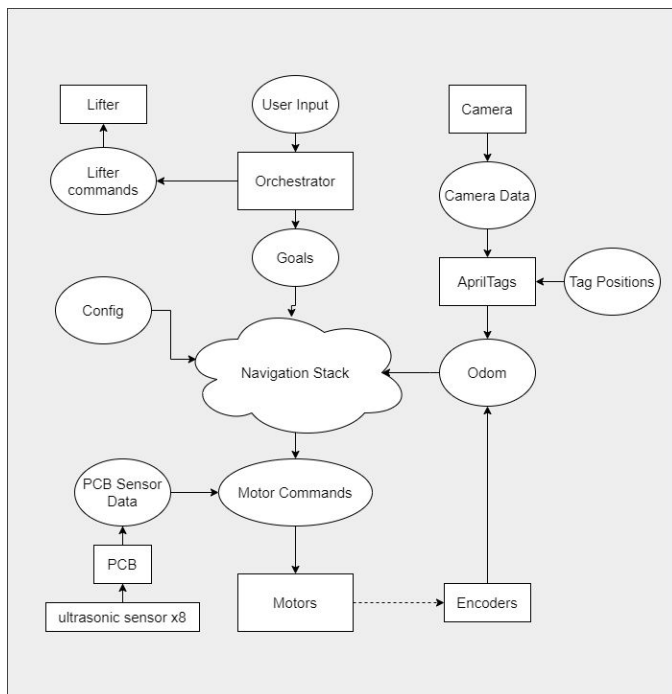 Lifter
User Input
Camera
Lifter
commands
Orchestrator
Camera Data
Goals
AprilTags
Tag Positions
Config
Navigation Stack
Odom
PCB Sensor
Data
Motor Commands
PCB
ultrasonic sensor x8
Motors
Encoders